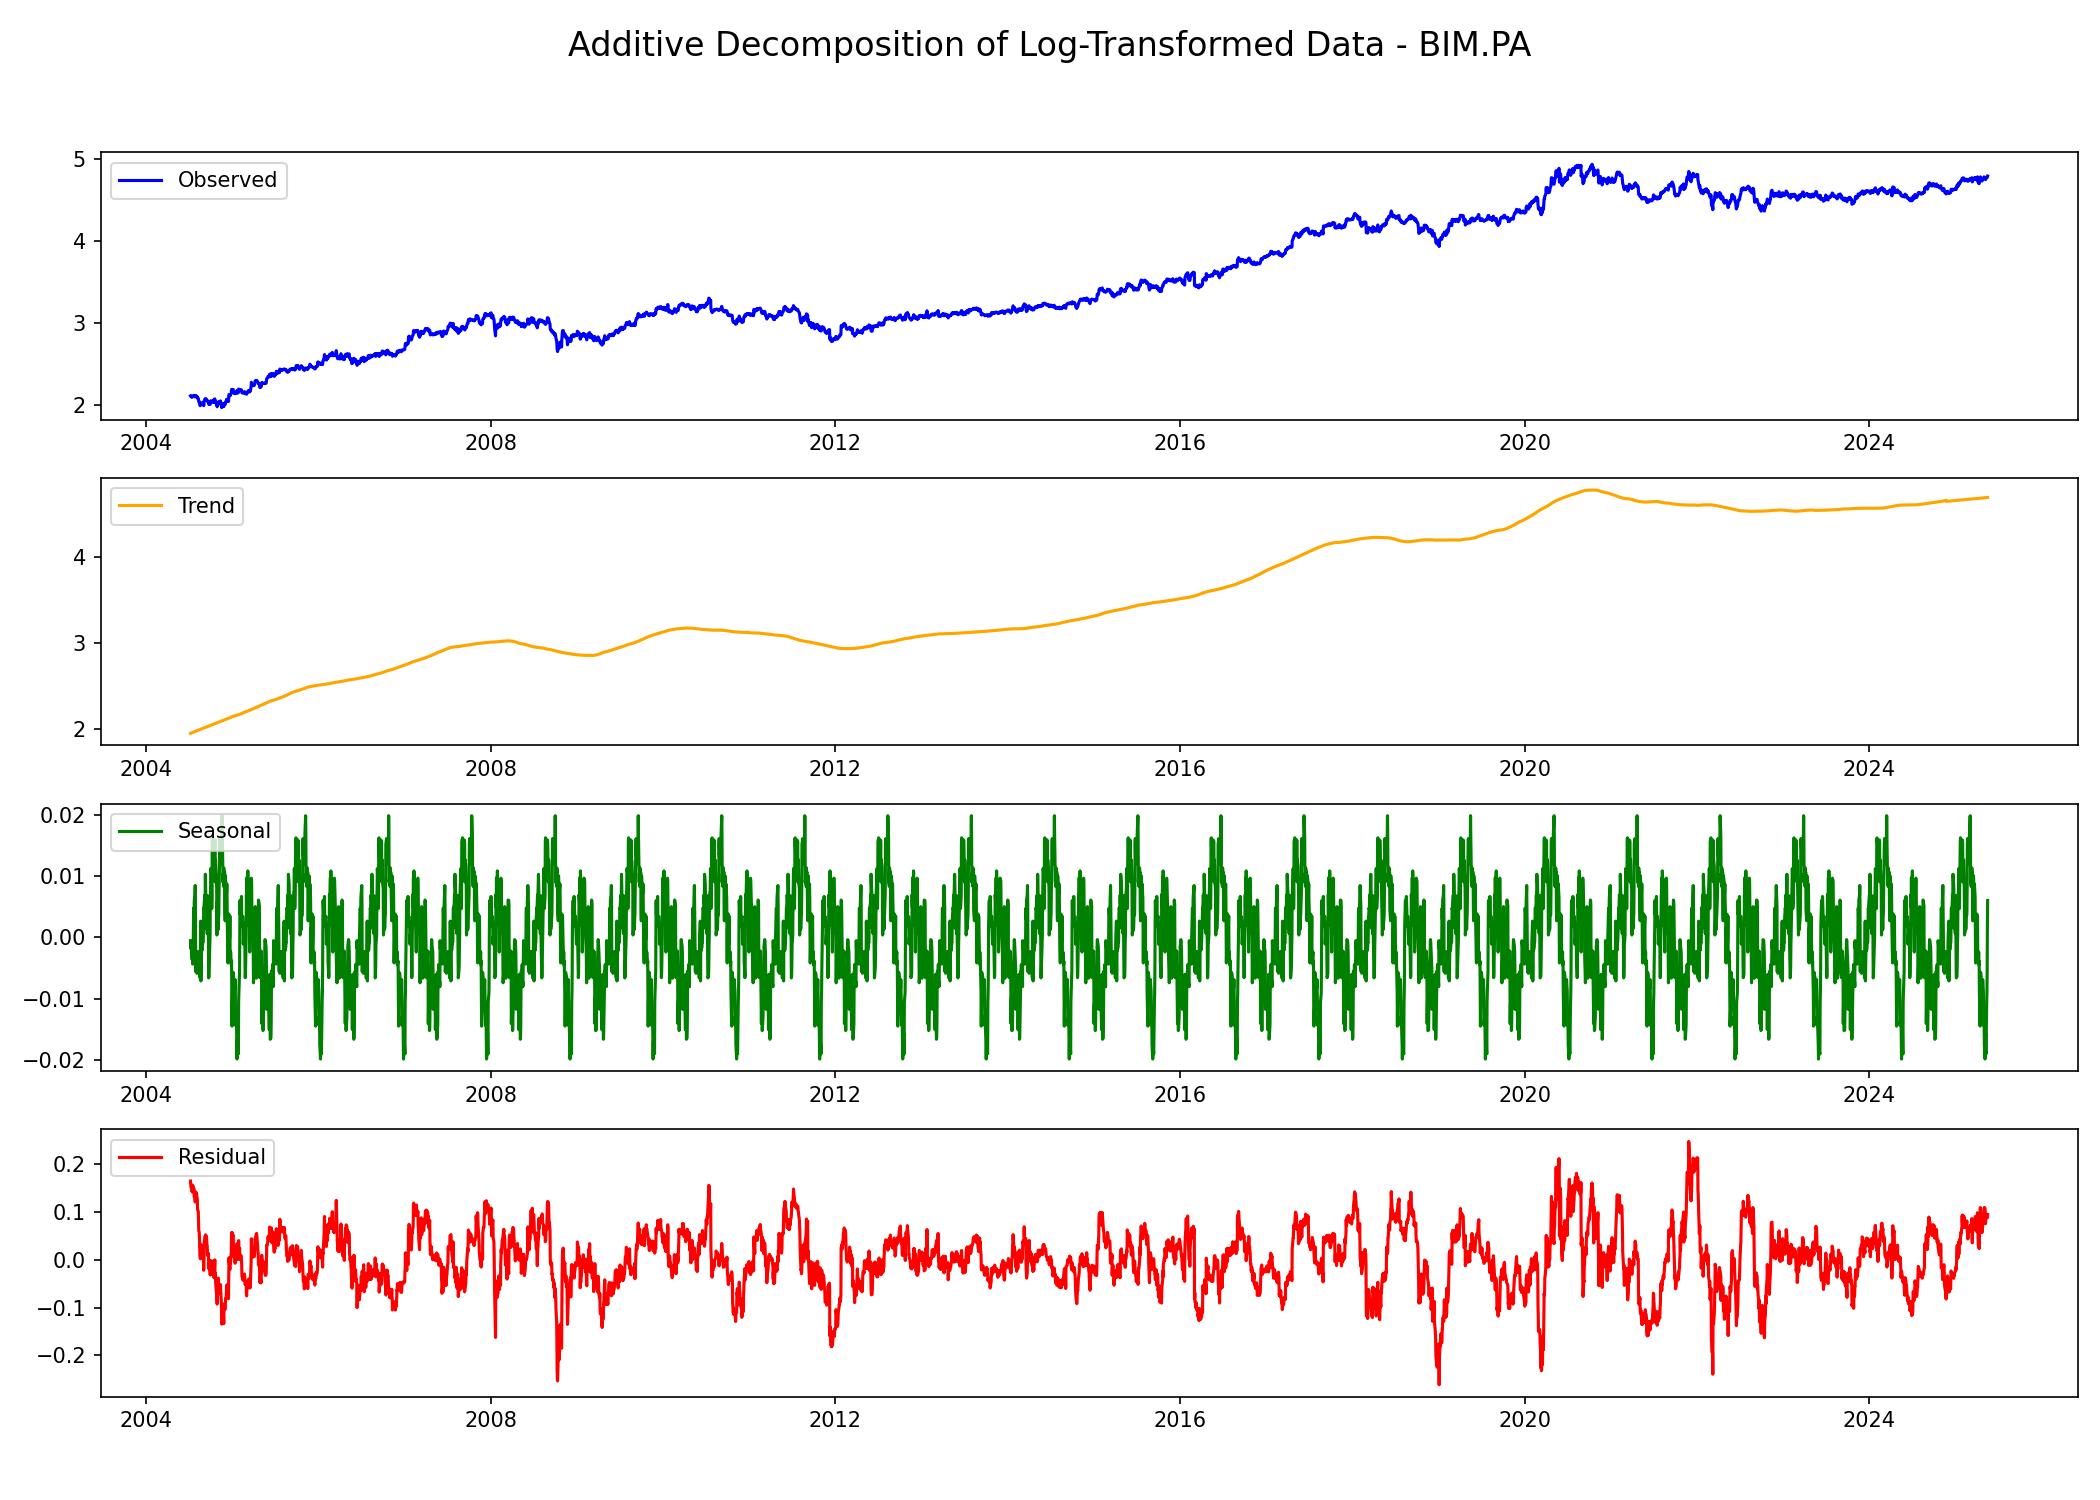 Additive Decomposition of Log-Transformed Data - BIM.PA
Observed
5
4
3
2
2004 2008 2012 2016 2020 2024
Trend
4
3
2
2004 2008 2012 2016 2020 2024
Seasonal
0.02
0.01
0.00
−0.01
−0.02
2004 2008 2012 2016 2020 2024
Residual
0.2
0.1
0.0
−0.1
−0.2
2004 2008 2012 2016 2020 2024